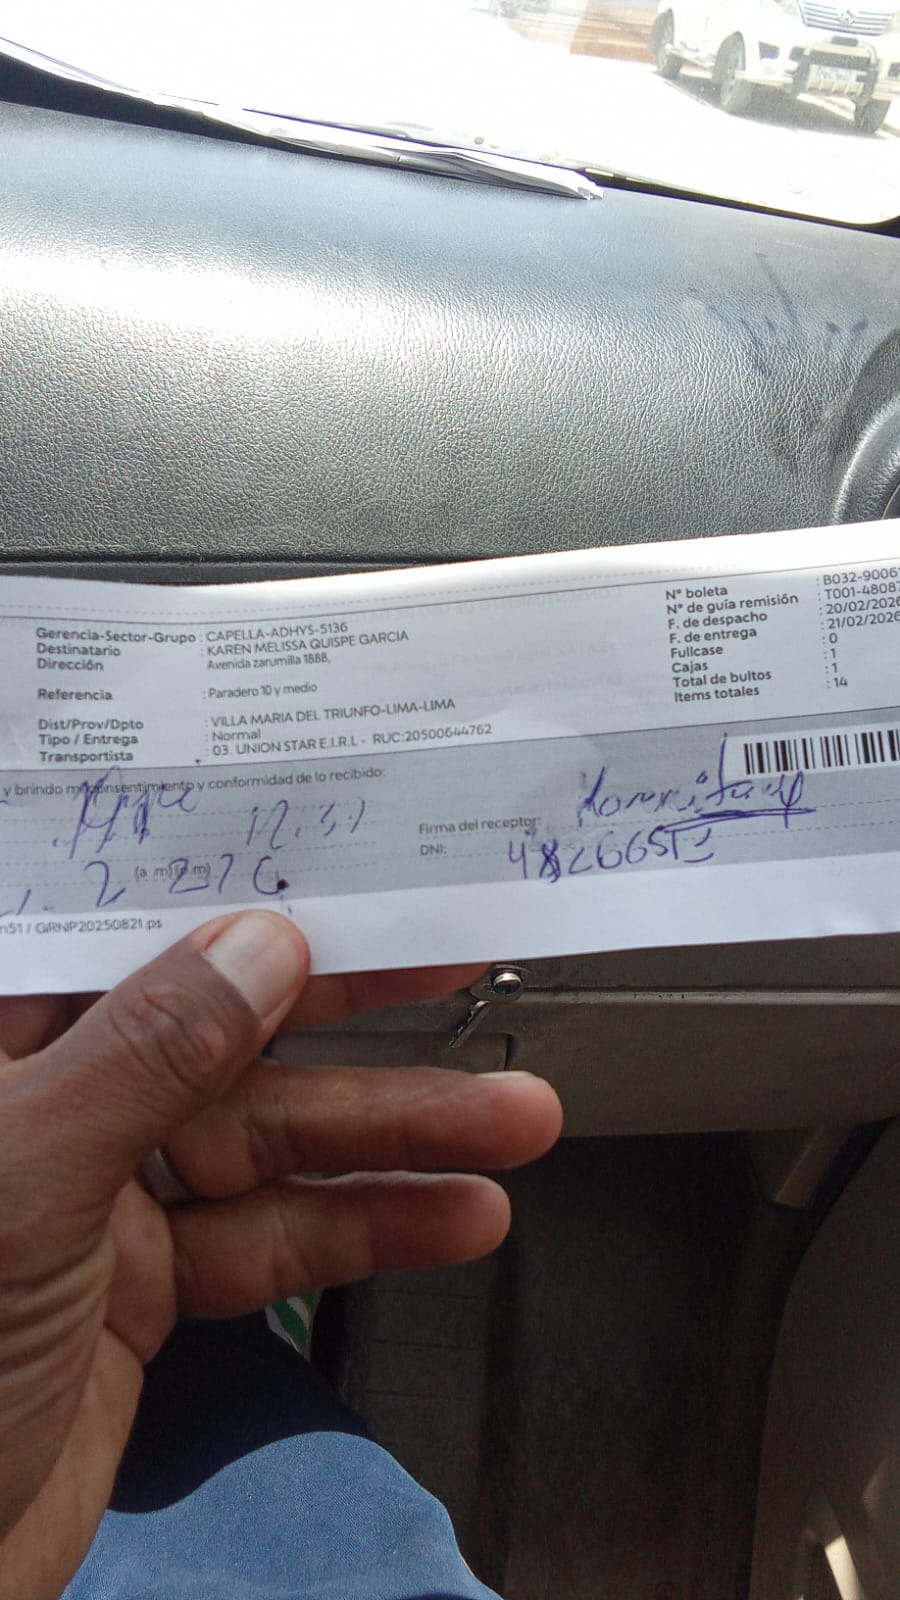 Gerencia-Sector-Grupo : CAPELLA-ADHYS-5136
Destinatario : KAREN MELISSA QUISPE GARCIA
Dirección Avenida zarumilla 1888,
Referencia : Paradero 10 y medio
Dist/Prov/Dpto : VILLA MARIA DEL TRIUNFO-LIMA-LIMA
Tipo / Entrega : Normal
Transportista : 03. UNION STAR E.I.R.L - RUC:20500644762
N° boleta : B032-9006
N° de guía remisión : T001-4808
F. de despacho : 20/02/2026
F. de entrega : 21/02/2026
Fullcase : 0
Cajas : 1
Total de bultos : 1
Items totales : 14
y brindo mi consentimiento y conformidad de lo recibido:
Firma del receptor:
DNI:
(a m)(p.m)
n51 / GRNP20250821.ps